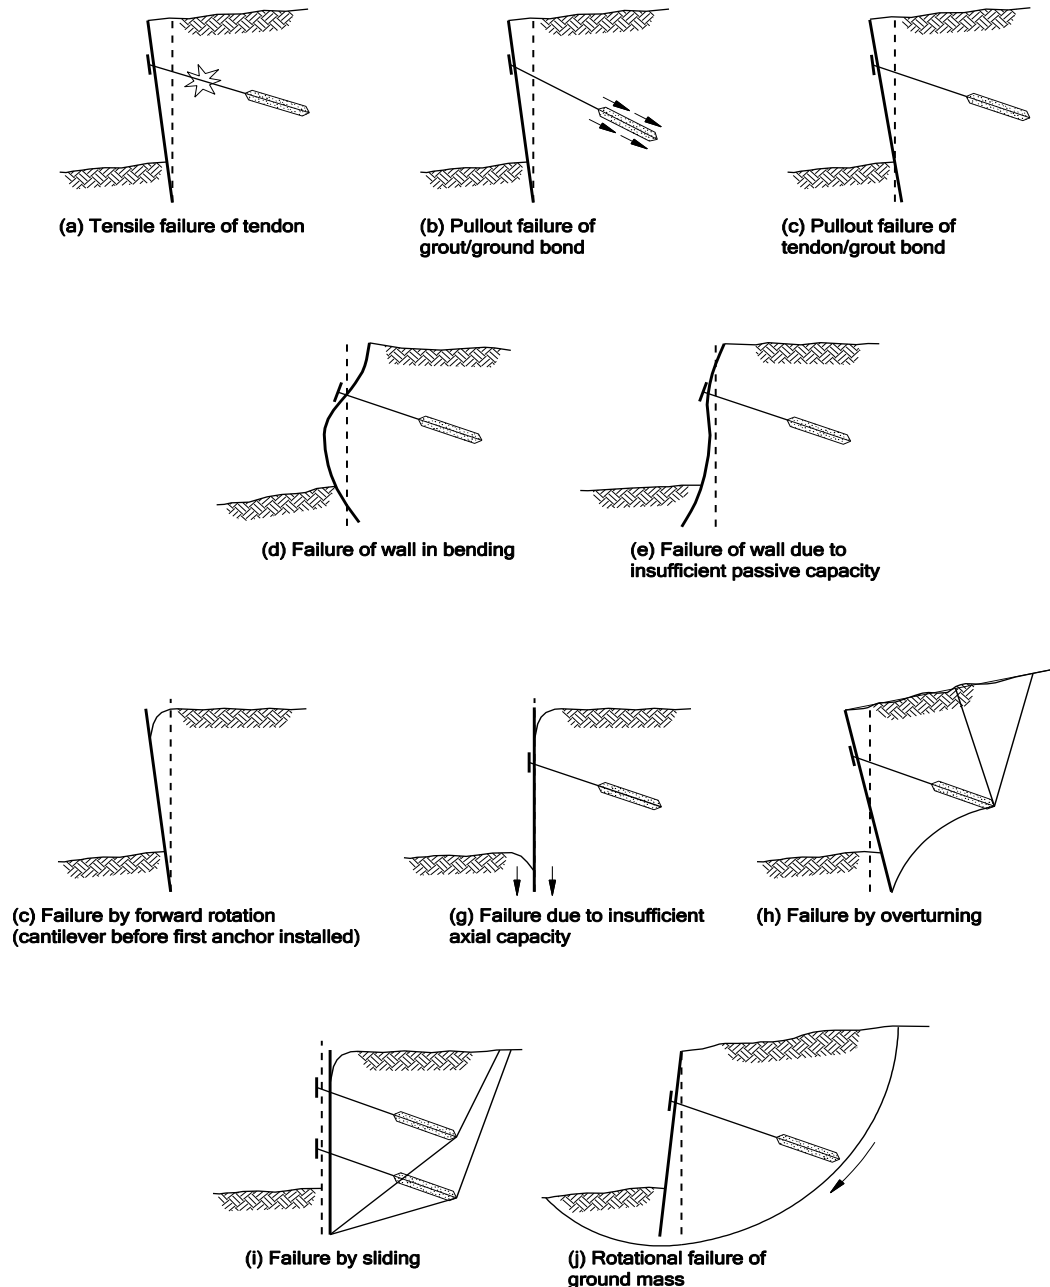 (a) Tensile failure of tendon
(b) Pullout failure of
grout/ground bond
(c) Pullout failure of
tendon/grout bond
(d) Failure of wall in bending
(e) Failure of wall due to
insufficient passive capacity
(c) Failure by forward rotation
(cantilever before first anchor installed)
(g) Failure due to insufficient
axial capacity
(h) Failure by overturning
(i) Failure by sliding
(j) Rotational failure of
ground mass